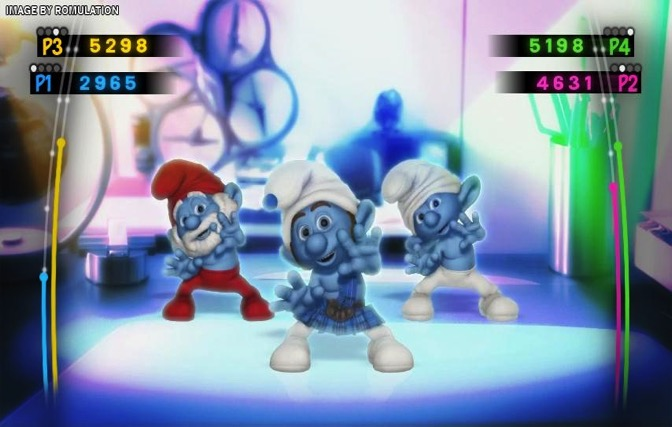 IMAGE BY ROMULATION
P3 5298
5198 P4
P1 2965
4631 P2